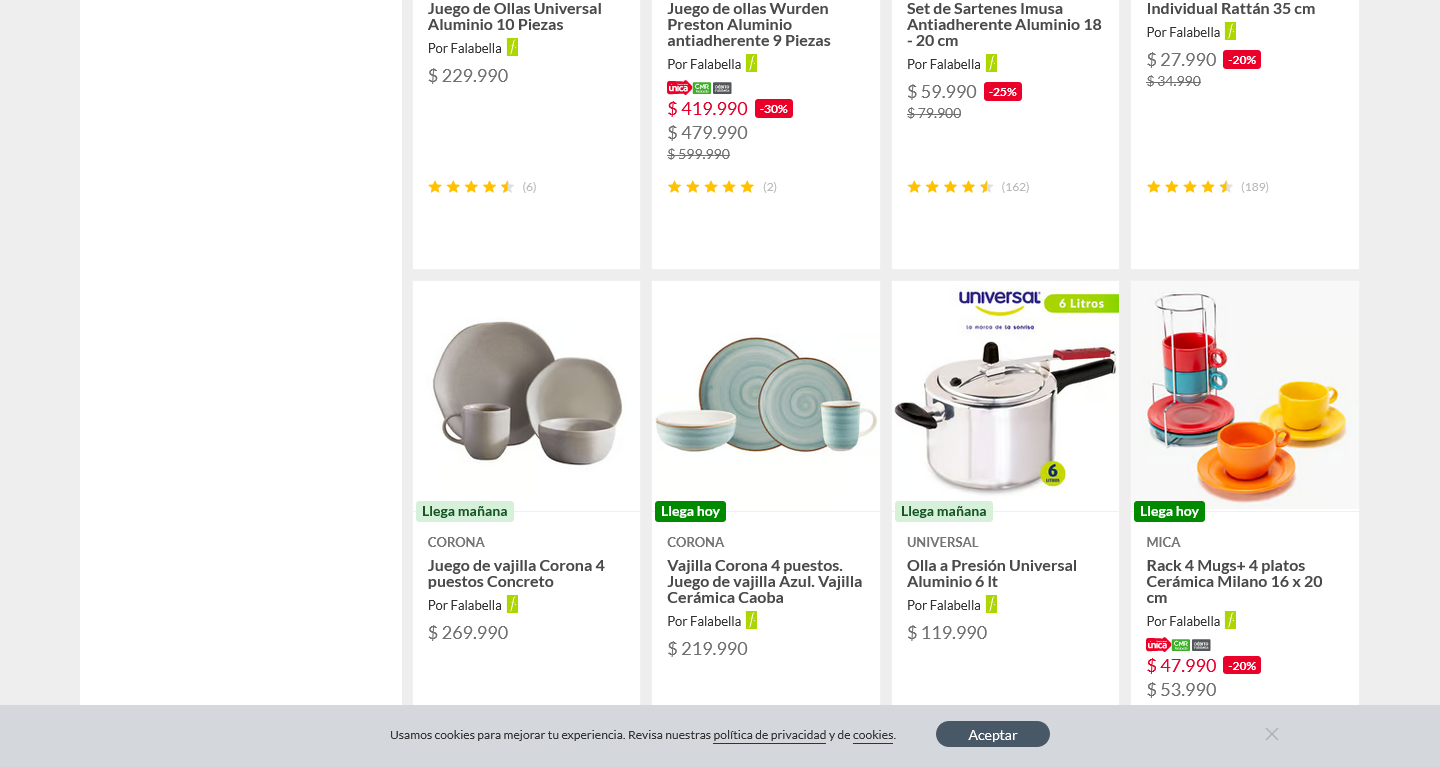 Juego de Ollas Universal
Aluminio 10 Piezas
Por Falabella
$ 229.990
(6)
Juego de ollas Wurden
Preston Aluminio
antiadherente 9 Piezas
Por Falabella
única CMR
$ 419.990 -30%
$ 479.990
$ 599.990
(2)
Set de Sartenes Imusa
Antiadherente Aluminio 18
- 20 cm
Por Falabella
$ 59.990 -25%
$ 79.900
(162)
Individual Rattán 35 cm
Por Falabella
$ 27.990 -20%
$ 34.990
(189)
Llega mañana
CORONA
Juego de vajilla Corona 4
puestos Concreto
Por Falabella
$ 269.990
Llega hoy
CORONA
Vajilla Corona 4 puestos.
Juego de vajilla Azul. Vajilla
Cerámica Caoba
Por Falabella
$ 219.990
universal
6 Litros
la marca de la sonrisa
6
LITROS
Llega mañana
UNIVERSAL
Olla a Presión Universal
Aluminio 6 lt
Por Falabella
$ 119.990
Llega hoy
MICA
Rack 4 Mugs+ 4 platos
Cerámica Milano 16 x 20
cm
Por Falabella
única CMR
$ 47.990 -20%
$ 53.990
Usamos cookies para mejorar tu experiencia. Revisa nuestras política de privacidad y de cookies.
Aceptar